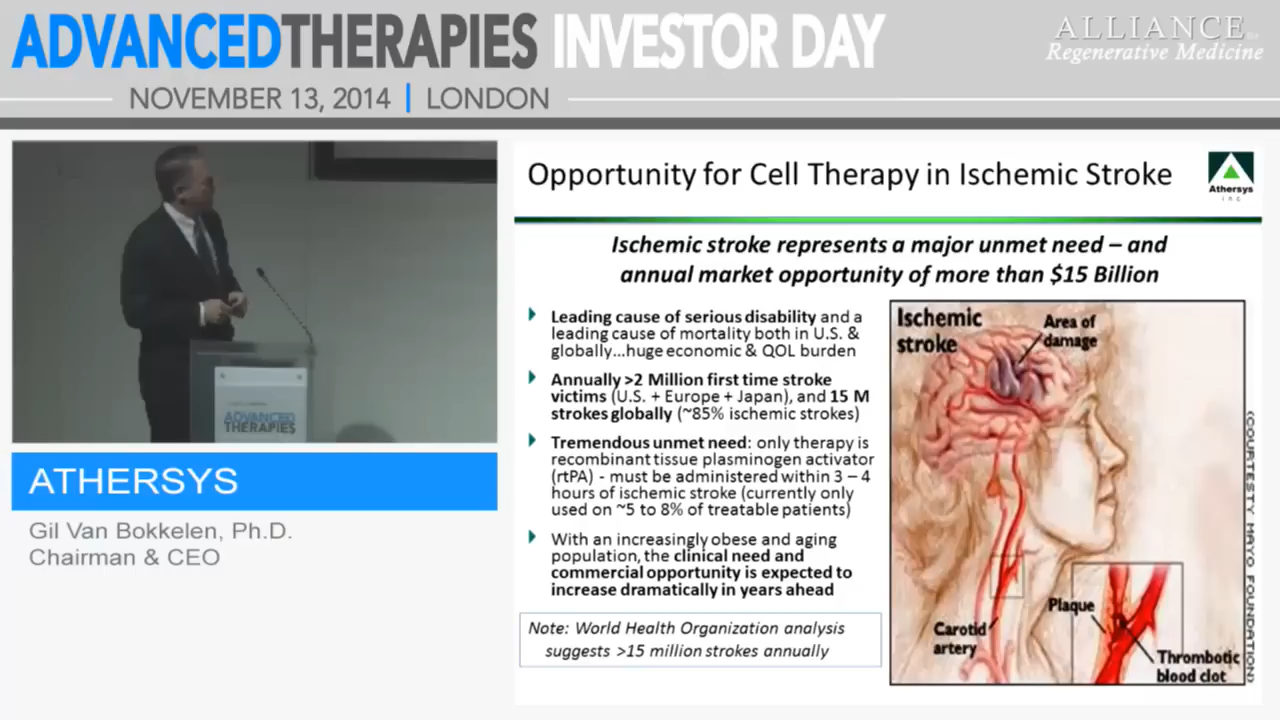 ADVANCEDTHERAPIES INVESTOR DAY
NOVEMBER 13, 2014 | LONDON
ALLIANCE
Regenerative Medicine
ADVANCED
THERAPIES
ATHERSYS
Gil Van Bokkelen, Ph.D.
Chairman & CEO
Opportunity for Cell Therapy in Ischemic Stroke
Athersys
inc
Ischemic stroke represents a major unmet need – and
annual market opportunity of more than $15 Billion
Leading cause of serious disability and a
leading cause of mortality both in U.S. &
globally...huge economic & QOL burden
Annually >2 Million first time stroke
victims (U.S. + Europe + Japan), and 15 M
strokes globally (~85% ischemic strokes)
Tremendous unmet need: only therapy is
recombinant tissue plasminogen activator
(rtPA) - must be administered within 3 – 4
hours of ischemic stroke (currently only
used on ~5 to 8% of treatable patients)
With an increasingly obese and aging
population, the clinical need and
commercial opportunity is expected to
increase dramatically in years ahead
Note: World Health Organization analysis
suggests >15 million strokes annually
Ischemic
stroke
Area of
damage
Plaque
Carotid
artery
Thrombotic
blood clot
(COURTESTY MAYO FOUNDATION)